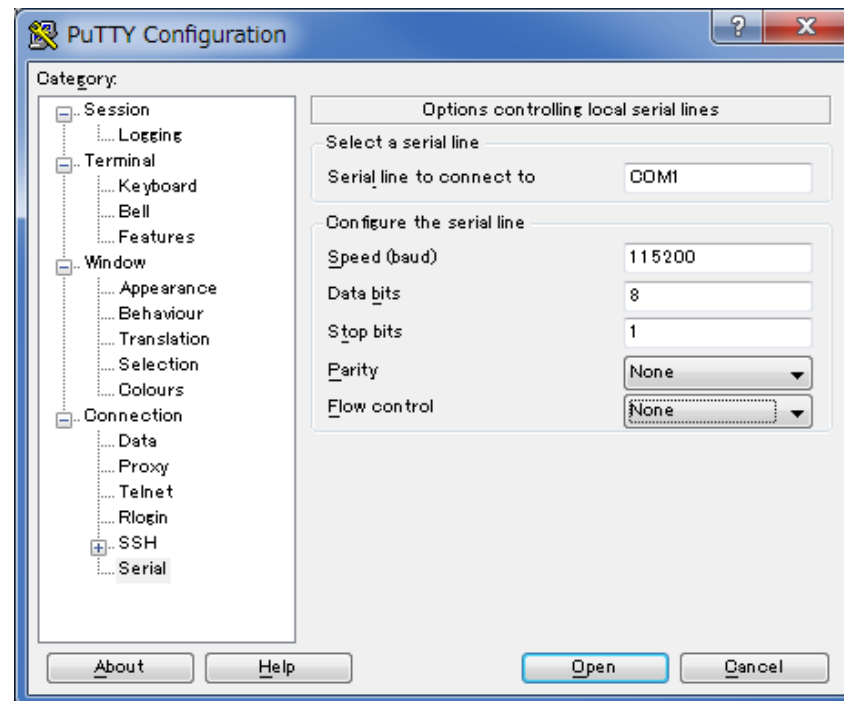 PuTTY Configuration
Category:
Session
Logging
Terminal
Keyboard
Bell
Features
Window
Appearance
Behaviour
Translation
Selection
Colours
Connection
Data
Proxy
Telnet
Rlogin
SSH
Serial
Options controlling local serial lines
Select a serial line
Serial line to connect to COM1
Configure the serial line
Speed (baud) 115200
Data bits 8
Stop bits 1
Parity None
Flow control None
About Help Open Cancel